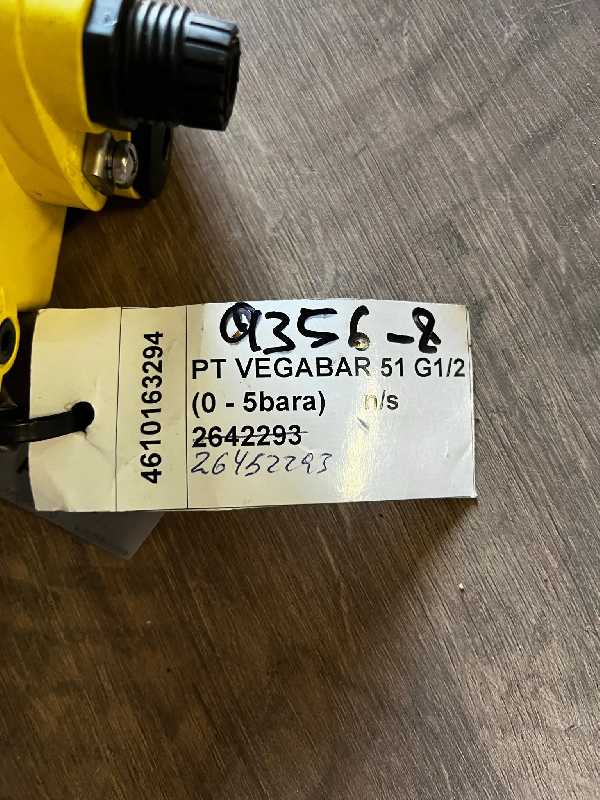 4610163294
9356-8
PT VEGABAR 51 G1/2
(0 - 5bara) n/s
2642293
26452293